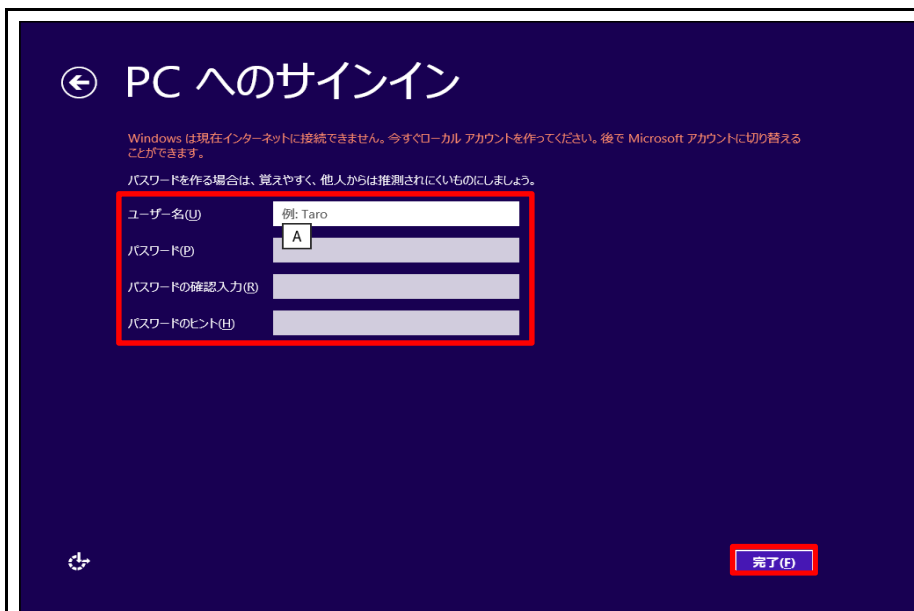 PC へのサインイン
Windows は現在インターネットに接続できません。今すぐローカル アカウントを作ってください。後で Microsoft アカウントに切り替える
ことができます。
パスワードを作る場合は、覚えやすく、他人からは推測されにくいものにしましょう。
ユーザー名(U) 例: Taro
A
パスワード(P)
パスワードの確認入力(R)
パスワードのヒント(H)
完了(F)